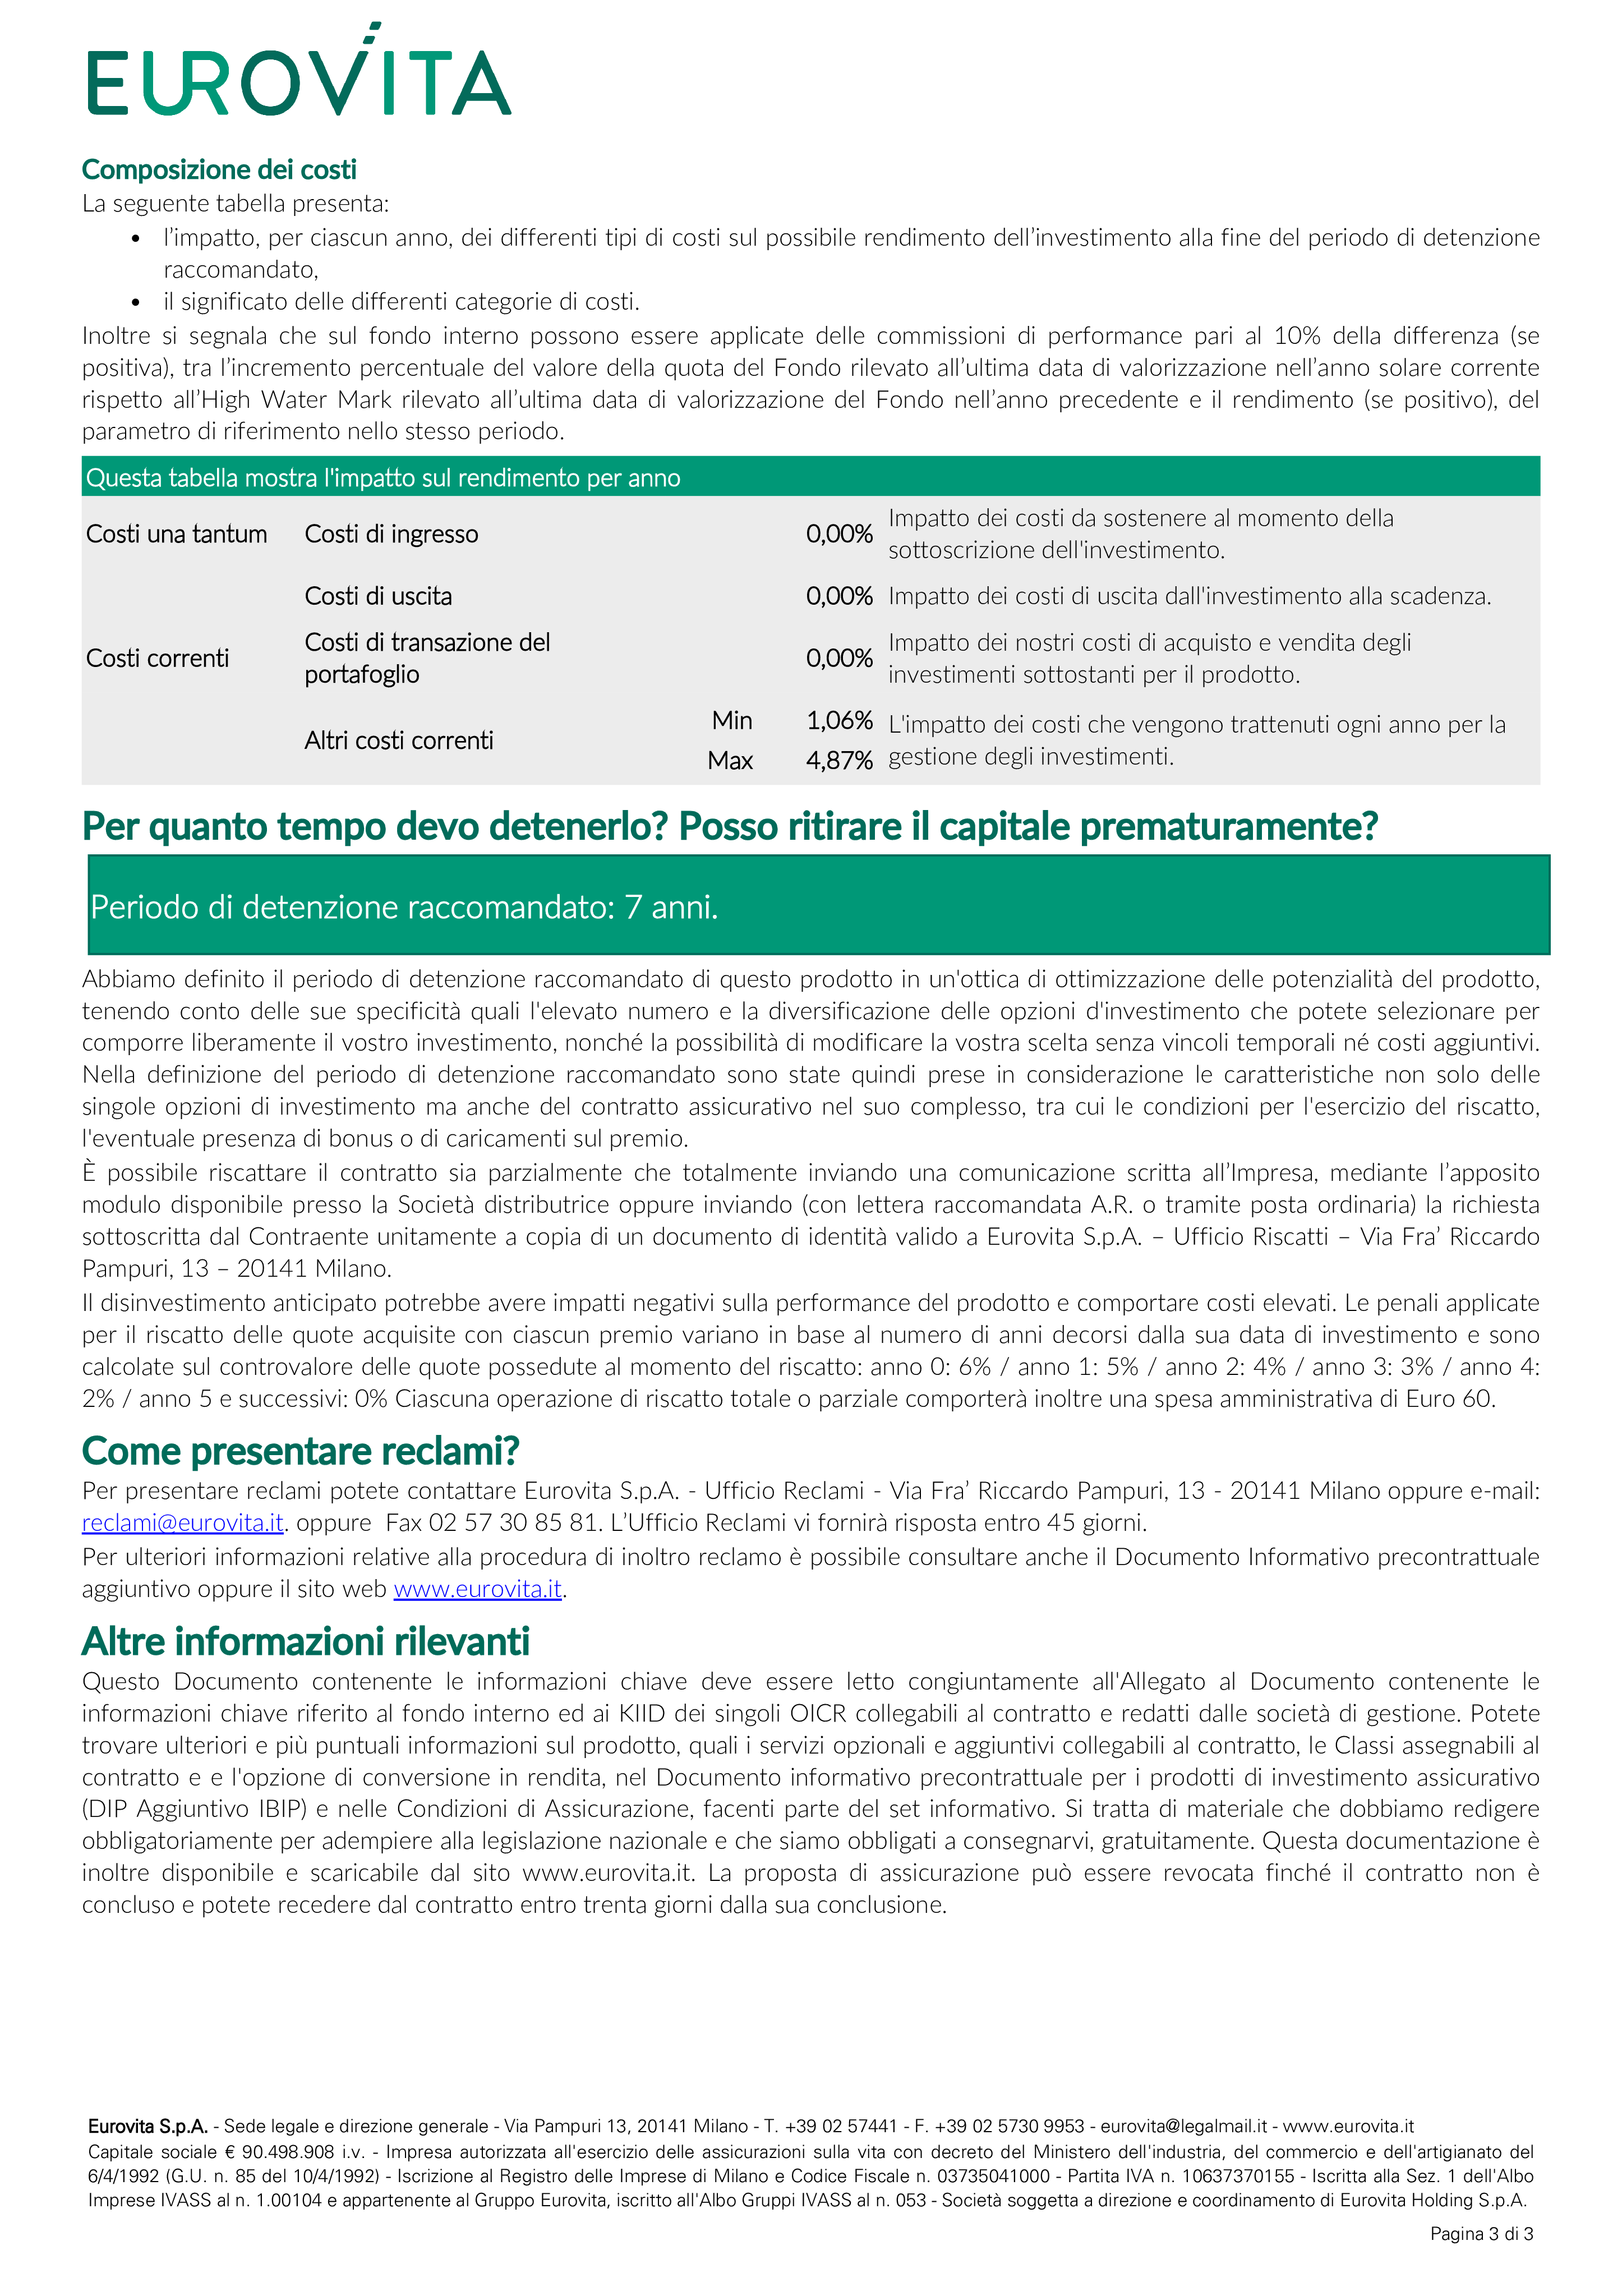 EUROVITA
Composizione dei costi
La seguente tabella presenta:
• l’impatto, per ciascun anno, dei differenti tipi di costi sul possibile rendimento dell’investimento alla fine del periodo di detenzione
raccomandato,
• il significato delle differenti categorie di costi.
Inoltre si segnala che sul fondo interno possono essere applicate delle commissioni di performance pari al 10% della differenza (se
positiva), tra l’incremento percentuale del valore della quota del Fondo rilevato all’ultima data di valorizzazione nell’anno solare corrente
rispetto all’High Water Mark rilevato all’ultima data di valorizzazione del Fondo nell’anno precedente e il rendimento (se positivo), del
parametro di riferimento nello stesso periodo.
Questa tabella mostra l'impatto sul rendimento per anno
Costi una tantum Costi di ingresso 0,00% Impatto dei costi da sostenere al momento della
sottoscrizione dell'investimento.
Costi di uscita 0,00% Impatto dei costi di uscita dall'investimento alla scadenza.
Costi correnti Costi di transazione del
portafoglio 0,00% Impatto dei nostri costi di acquisto e vendita degli
investimenti sottostanti per il prodotto.
Altri costi correnti Min 1,06% L'impatto dei costi che vengono trattenuti ogni anno per la
Max 4,87% gestione degli investimenti.
Per quanto tempo devo detenerlo? Posso ritirare il capitale prematuramente?
Periodo di detenzione raccomandato: 7 anni.
Abbiamo definito il periodo di detenzione raccomandato di questo prodotto in un'ottica di ottimizzazione delle potenzialità del prodotto,
tenendo conto delle sue specificità quali l'elevato numero e la diversificazione delle opzioni d'investimento che potete selezionare per
comporre liberamente il vostro investimento, nonché la possibilità di modificare la vostra scelta senza vincoli temporali né costi aggiuntivi.
Nella definizione del periodo di detenzione raccomandato sono state quindi prese in considerazione le caratteristiche non solo delle
singole opzioni di investimento ma anche del contratto assicurativo nel suo complesso, tra cui le condizioni per l'esercizio del riscatto,
l'eventuale presenza di bonus o di caricamenti sul premio.
È possibile riscattare il contratto sia parzialmente che totalmente inviando una comunicazione scritta all’Impresa, mediante l’apposito
modulo disponibile presso la Società distributrice oppure inviando (con lettera raccomandata A.R. o tramite posta ordinaria) la richiesta
sottoscritta dal Contraente unitamente a copia di un documento di identità valido a Eurovita S.p.A. – Ufficio Riscatti – Via Fra’ Riccardo
Pampuri, 13 – 20141 Milano.
Il disinvestimento anticipato potrebbe avere impatti negativi sulla performance del prodotto e comportare costi elevati. Le penali applicate
per il riscatto delle quote acquisite con ciascun premio variano in base al numero di anni decorsi dalla sua data di investimento e sono
calcolate sul controvalore delle quote possedute al momento del riscatto: anno 0: 6% / anno 1: 5% / anno 2: 4% / anno 3: 3% / anno 4:
2% / anno 5 e successivi: 0% Ciascuna operazione di riscatto totale o parziale comporterà inoltre una spesa amministrativa di Euro 60.
Come presentare reclami?
Per presentare reclami potete contattare Eurovita S.p.A. - Ufficio Reclami - Via Fra’ Riccardo Pampuri, 13 - 20141 Milano oppure e-mail:
reclami@eurovita.it. oppure Fax 02 57 30 85 81. L’Ufficio Reclami vi fornirà risposta entro 45 giorni.
Per ulteriori informazioni relative alla procedura di inoltro reclamo è possibile consultare anche il Documento Informativo precontrattuale
aggiuntivo oppure il sito web www.eurovita.it.
Altre informazioni rilevanti
Questo Documento contenente le informazioni chiave deve essere letto congiuntamente all'Allegato al Documento contenente le
informazioni chiave riferito al fondo interno ed ai KIID dei singoli OICR collegabili al contratto e redatti dalle società di gestione. Potete
trovare ulteriori e più puntuali informazioni sul prodotto, quali i servizi opzionali e aggiuntivi collegabili al contratto, le Classi assegnabili al
contratto e e l'opzione di conversione in rendita, nel Documento informativo precontrattuale per i prodotti di investimento assicurativo
(DIP Aggiuntivo IBIP) e nelle Condizioni di Assicurazione, facenti parte del set informativo. Si tratta di materiale che dobbiamo redigere
obbligatoriamente per adempiere alla legislazione nazionale e che siamo obbligati a consegnarvi, gratuitamente. Questa documentazione è
inoltre disponibile e scaricabile dal sito www.eurovita.it. La proposta di assicurazione può essere revocata finché il contratto non è
concluso e potete recedere dal contratto entro trenta giorni dalla sua conclusione.
Eurovita S.p.A. - Sede legale e direzione generale - Via Pampuri 13, 20141 Milano - T. +39 02 57441 - F. +39 02 5730 9953 - eurovita@legalmail.it - www.eurovita.it
Capitale sociale € 90.498.908 i.v. - Impresa autorizzata all'esercizio delle assicurazioni sulla vita con decreto del Ministero dell'industria, del commercio e dell'artigianato del
6/4/1992 (G.U. n. 85 del 10/4/1992) - Iscrizione al Registro delle Imprese di Milano e Codice Fiscale n. 03735041000 - Partita IVA n. 10637370155 - Iscritta alla Sez. 1 dell'Albo
Imprese IVASS al n. 1.00104 e appartenente al Gruppo Eurovita, iscritto all'Albo Gruppi IVASS al n. 053 - Società soggetta a direzione e coordinamento di Eurovita Holding S.p.A.
Pagina 3 di 3